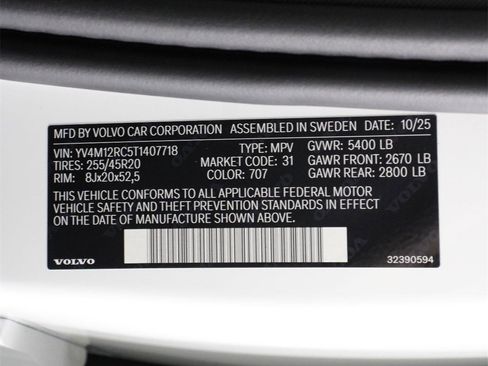 MFD BY VOLVO CAR CORPORATION ASSEMBLED IN SWEDEN DATE: 10/25
VIN: YV4M12RC5T1407718 TYPE: MPV GVWR: 5400 LB
TIRES: 255/45R20 MARKET CODE: 31 GAWR FRONT: 2670 LB
RIM: 8Jx20x52,5 COLOR: 707 GAWR REAR: 2800 LB
THIS VEHICLE CONFORMS TO ALL APPLICABLE FEDERAL MOTOR
VEHICLE SAFETY AND THEFT PREVENTION STANDARDS IN EFFECT
ON THE DATE OF MANUFACTURE SHOWN ABOVE.
VOLVO 32390594